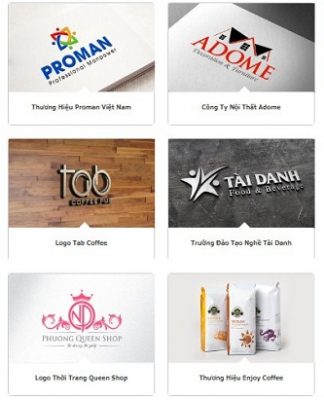 PROMAN
Professional Manpower
Thương Hiệu Proman Việt Nam
ADOME
Decoration & Furniture
Công Ty Nội Thất Adome
Tab
COFFEE FU
Logo Tab Coffee
TÀI DANH
Food & Beverage
Trường Đào Tạo Nghề Tài Danh
PHUONG QUEEN SHOP
Logo Thời Trang Queen Shop
Thương Hiệu Enjoy Coffee